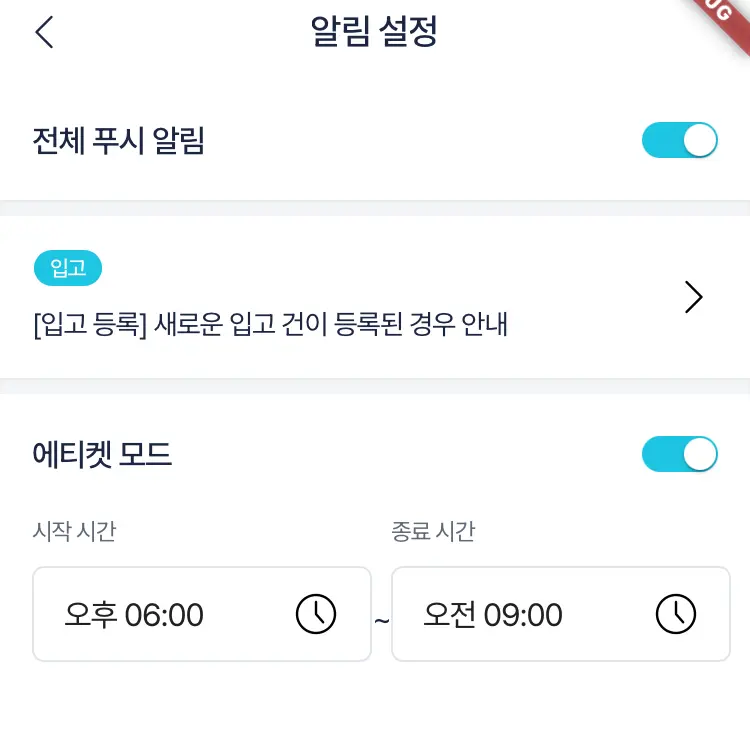 알림 설정
전체 푸시 알림
입고
[입고 등록] 새로운 입고 건이 등록된 경우 안내
에티켓 모드
시작 시간
종료 시간
오후 06:00
~
오전 09:00